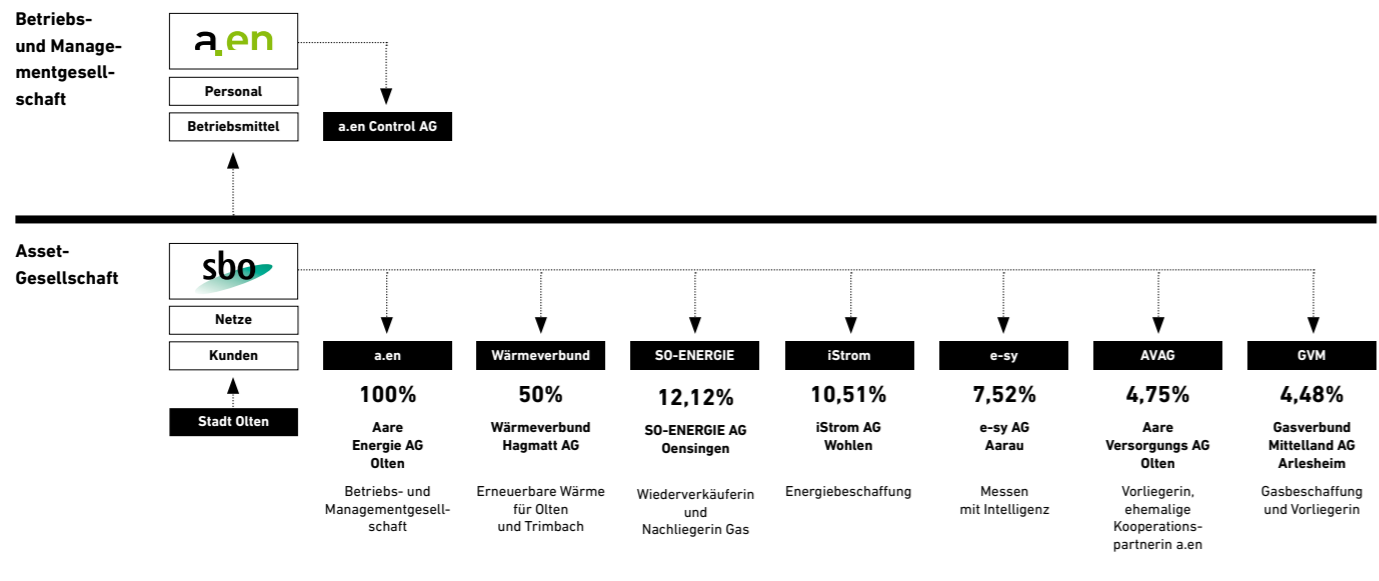 Betriebs-
und Manage-
mentgesell-
schaft
a.en
Personal
Betriebsmittel
a.en Control AG
Asset-
Gesellschaft
sbo
Netze
Kunden
Stadt Olten
a.en
100%
Aare
Energie AG
Olten
Betriebs- und
Managementgesell-
schaft
Wärmeverbund
50%
Wärmeverbund
Hagmatt AG
Erneuerbare Wärme
für Olten
und Trimbach
SO-ENERGIE
12,12%
SO-ENERGIE AG
Oensingen
Wiederverkäuferin
und
Nachliegerin Gas
iStrom
10,51%
iStrom AG
Wohlen
Energiebeschaffung
e-sy
7,52%
e-sy AG
Aarau
Messen
mit Intelligenz
AVAG
4,75%
Aare
Versorgungs AG
Olten
Vorliegerin,
ehemalige
Kooperations-
partnerin a.en
GVM
4,48%
Gasverbund
Mittelland AG
Arlesheim
Gasbeschaffung
und Vorliegerin